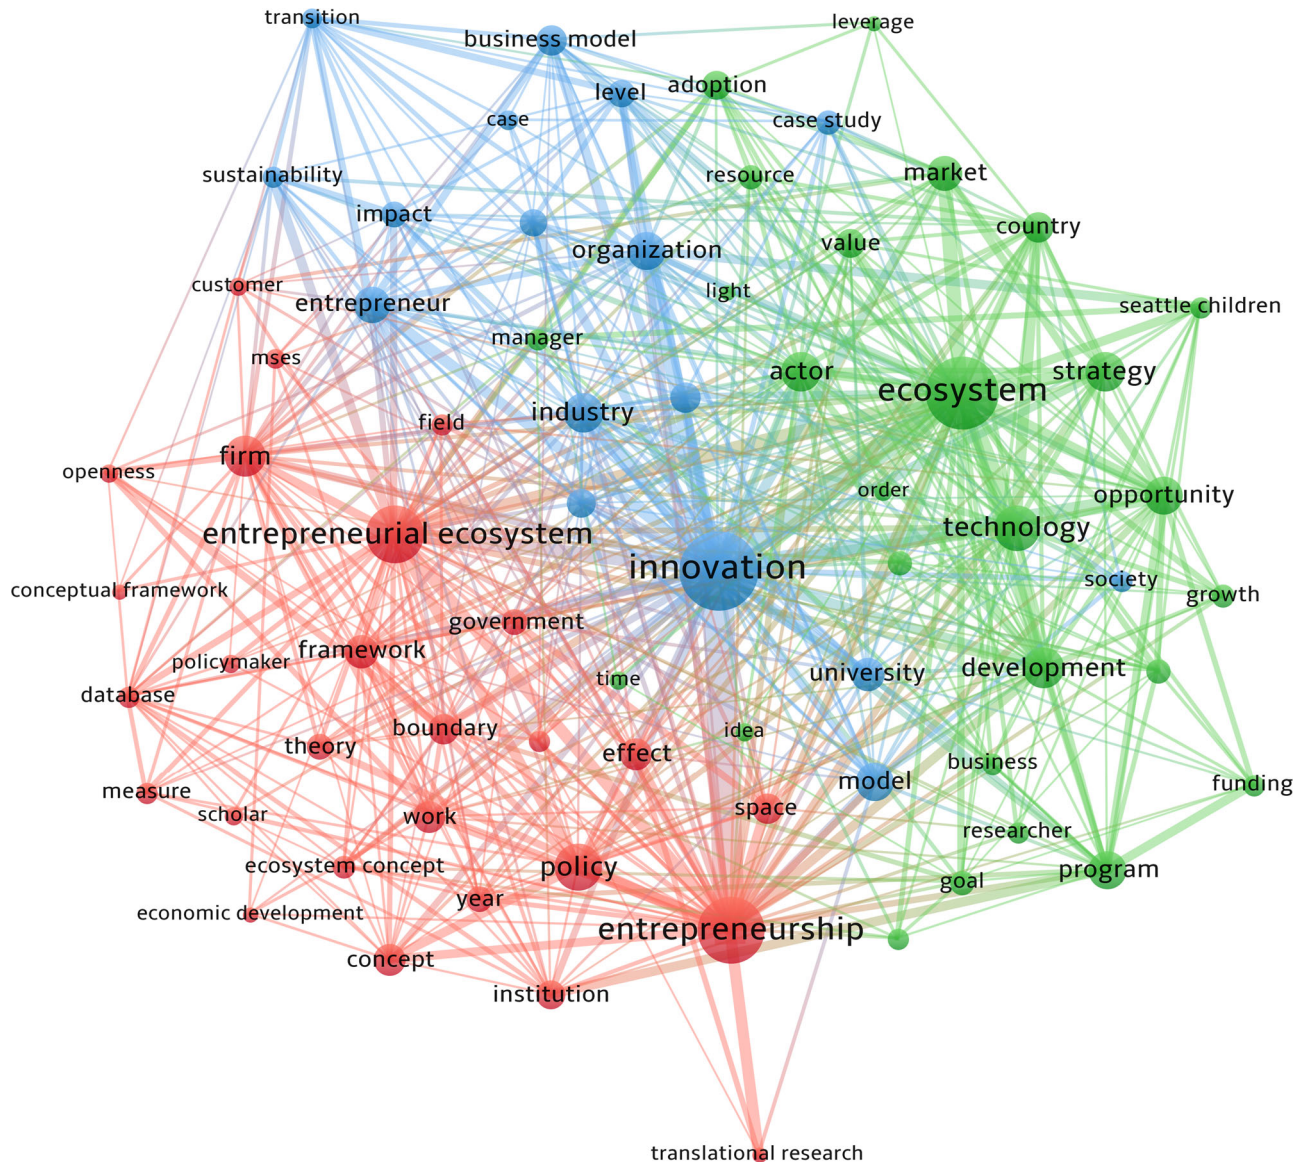 transition
leverage
business model
adoption
level
case
case study
sustainability
resource
market
impact
country
organization
value
customer
light
entrepreneur
seattle children
manager
mses
actor
strategy
ecosystem
industry
field
firm
openness
order
opportunity
entrepreneurial ecosystem
technology
innovation
society
conceptual framework
growth
government
framework
policymaker
time
university
development
database
boundary
idea
theory
effect
business
model
funding
measure
space
scholar
work
researcher
ecosystem concept
policy
program
goal
year
economic development
entrepreneurship
concept
institution
translational research